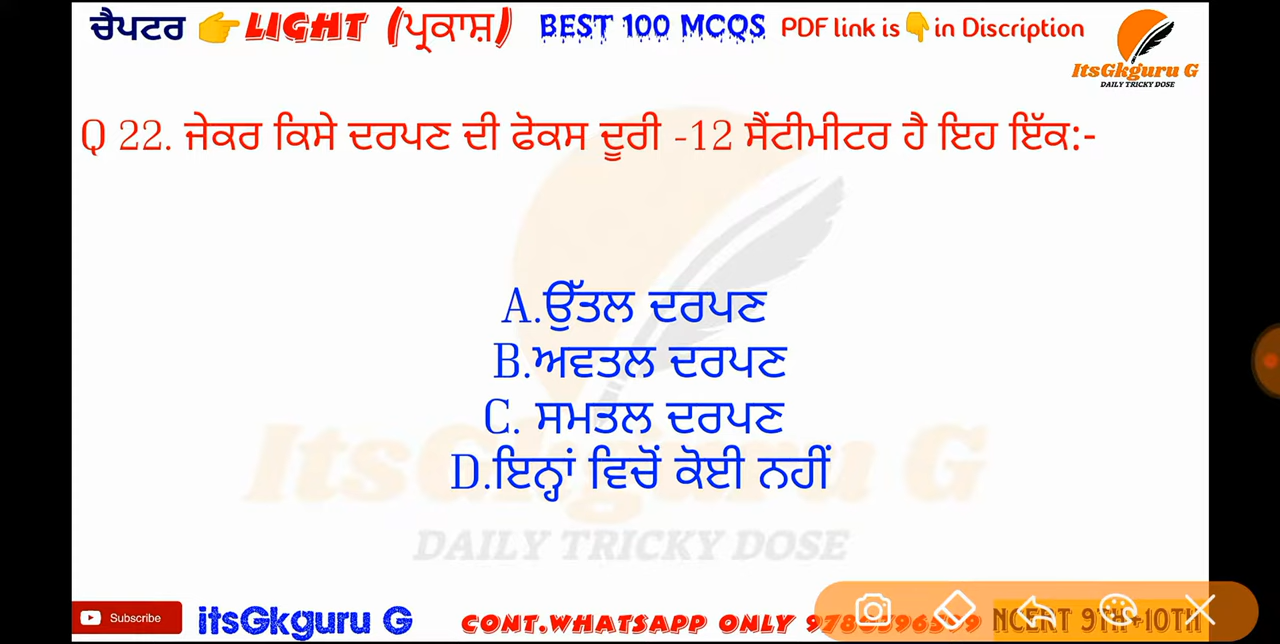 ਚੈਪਟਰ 👉 LIGHT (ਪ੍ਰਕਾਸ਼) BEST 100 MCQS PDF link is👇in Discription
ItsGkguru G
DAILY TRICKY DOSE
Q 22. ਜੇਕਰ ਕਿਸੇ ਦਰਪਣ ਦੀ ਫੋਕਸ ਦੂਰੀ -12 ਸੈਂਟੀਮੀਟਰ ਹੈ ਇਹ ਇੱਕ:-
A.ਉੱਤਲ ਦਰਪਣ
B.ਅਵਤਲ ਦਰਪਣ
C. ਸਮਤਲ ਦਰਪਣ
D.ਇਨ੍ਹਾਂ ਵਿਚੋਂ ਕੋਈ ਨਹੀਂ
ItsGkguru G
DAILY TRICKY DOSE
Subscribe itsGkguru G CONT.WHATSAPP ONLY NCERT 9TH+10TH